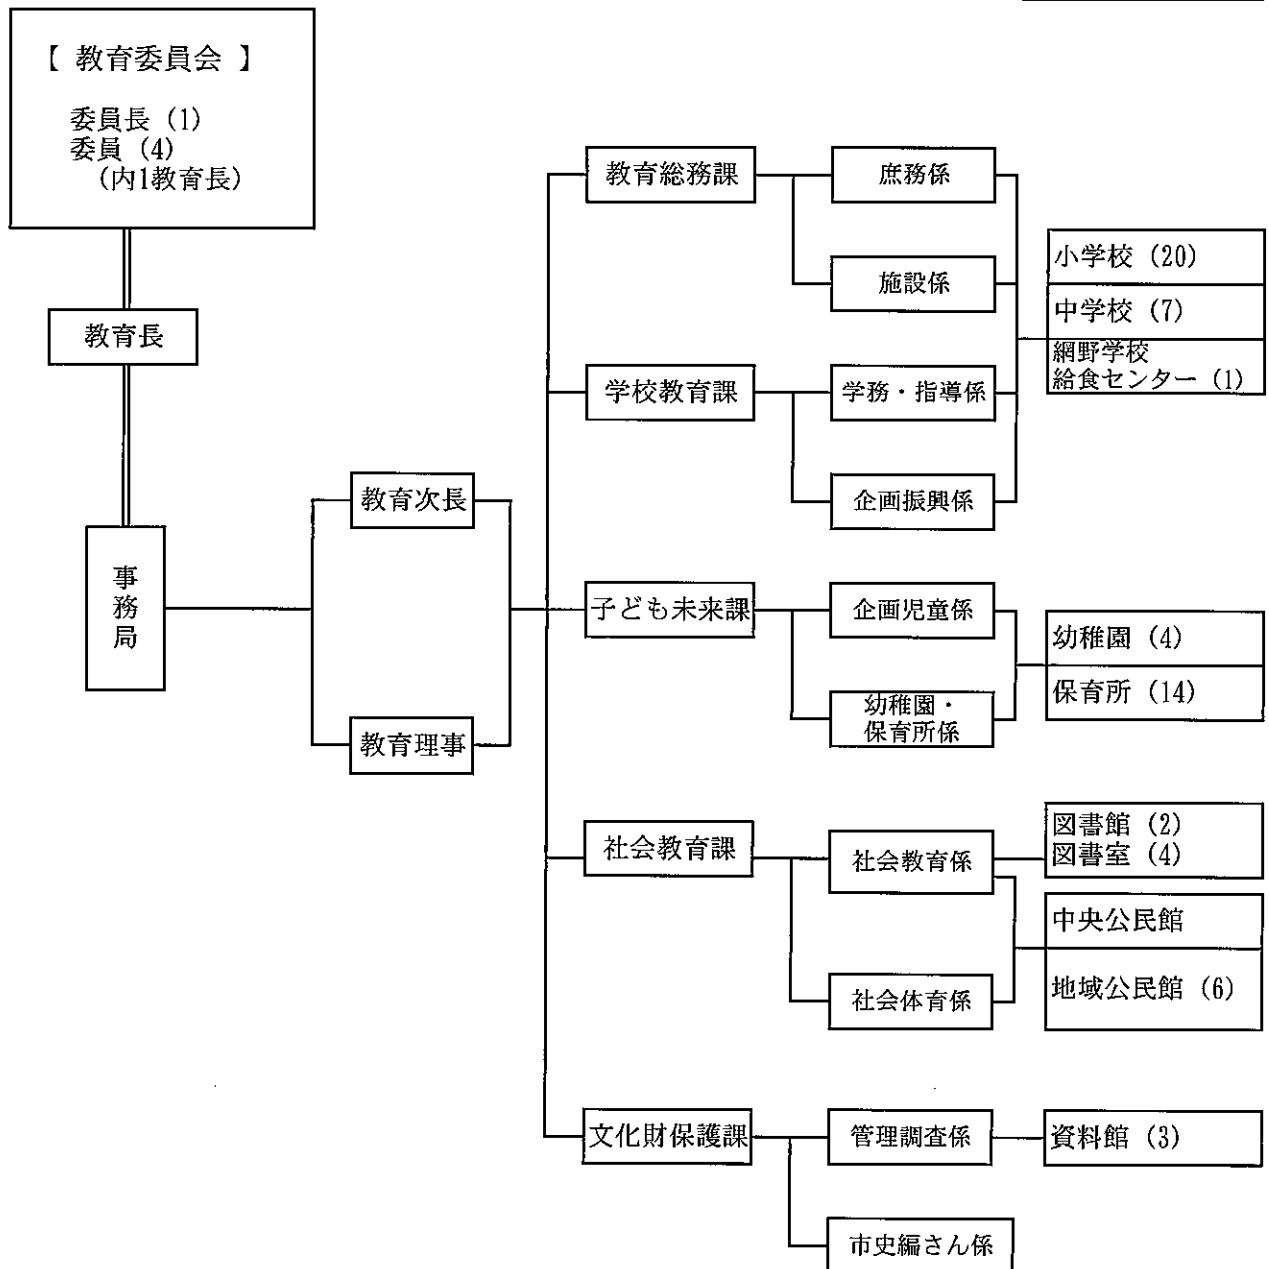 【 教育委員会 】
委員長 (1)
委員 (4)
(内1教育長)
教育長
事務局
教育次長
教育理事
教育総務課
庶務係
施設係
学校教育課
学務・指導係
企画振興係
小学校 (20)
中学校 (7)
網野学校
給食センター (1)
子ども未来課
企画児童係
幼稚園・
保育所係
幼稚園 (4)
保育所 (14)
社会教育課
社会教育係
社会体育係
図書館 (2)
図書室 (4)
中央公民館
地域公民館 (6)
文化財保護課
管理調査係
資料館 (3)
市史編さん係